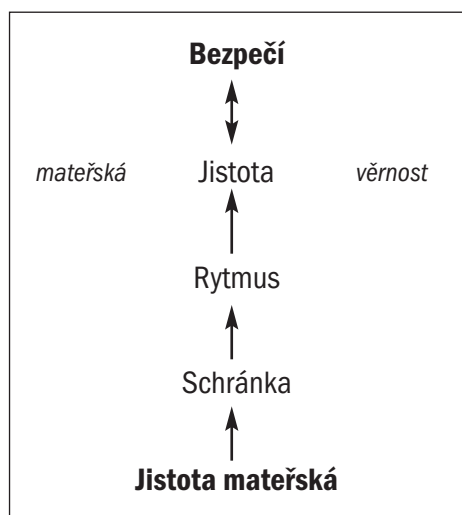 Bezpečí
mateřská Jistota věrnost
Rytmus
Schránka
Jistota mateřská